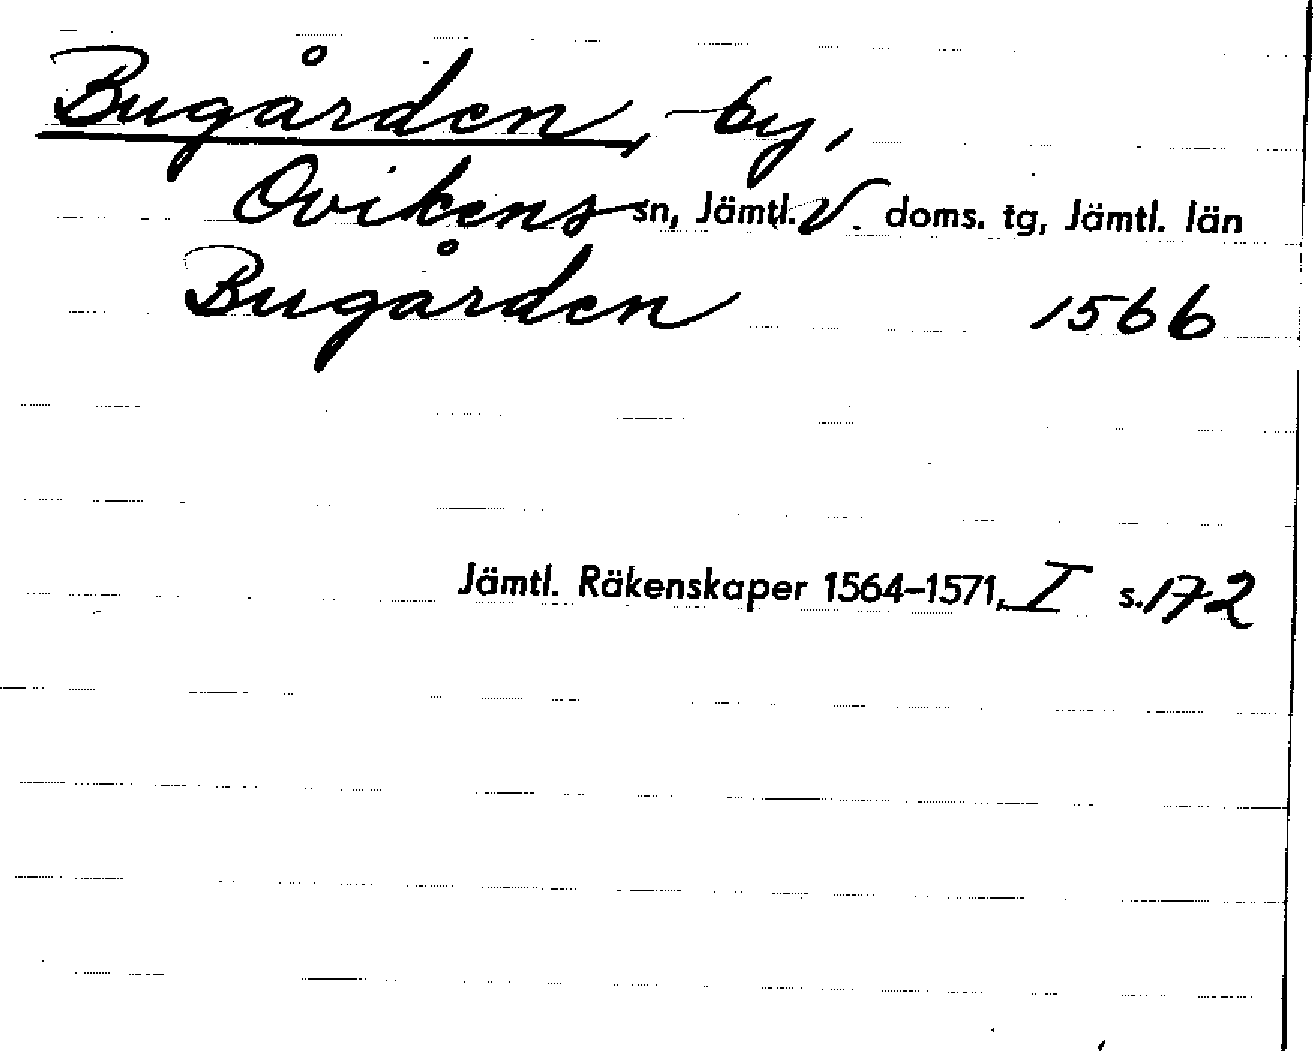 Bugården, by,
Ovikens sn, Jämtl. V. doms. tg, Jämtl. län
Bugården 1566
Jämtl. Räkenskaper 1564–1571, I s. 172